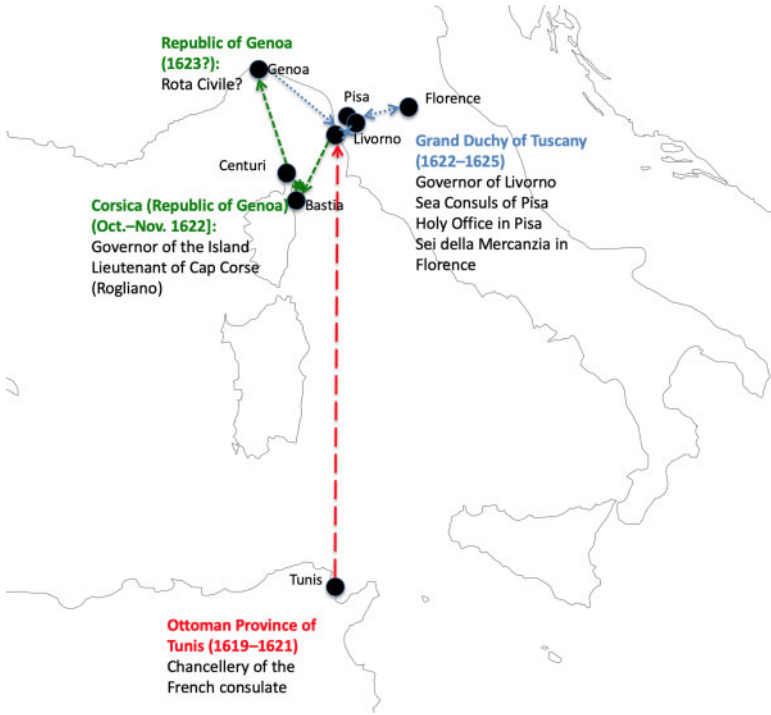 Republic of Genoa
(1623?):
Rota Civile?
Genoa
Pisa
Florence
Livorno
Grand Duchy of Tuscany
(1622–1625)
Governor of Livorno
Sea Consuls of Pisa
Holy Office in Pisa
Sei della Mercanzia in
Florence
Centuri
Bastia
Corsica (Republic of Genoa)
(Oct.–Nov. 1622]:
Governor of the Island
Lieutenant of Cap Corse
(Rogliano)
Tunis
Ottoman Province of
Tunis (1619–1621)
Chancellery of the
French consulate